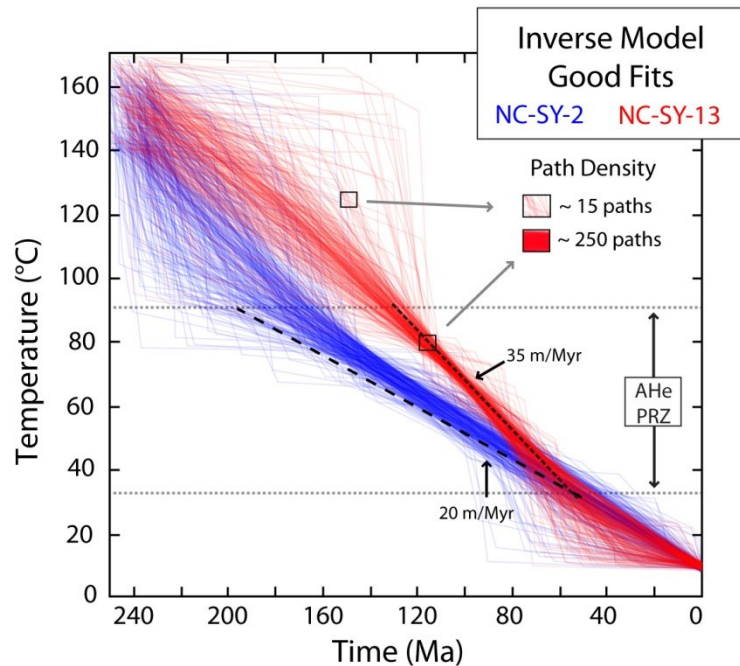 Inverse Model
Good Fits
NC-SY-2 NC-SY-13
Path Density
~ 15 paths
~ 250 paths
35 m/Myr
20 m/Myr
AHe
PRZ
Temperature (°C)
160
140
120
100
80
60
40
20
0
240 200 160 120 80 40 0
Time (Ma)